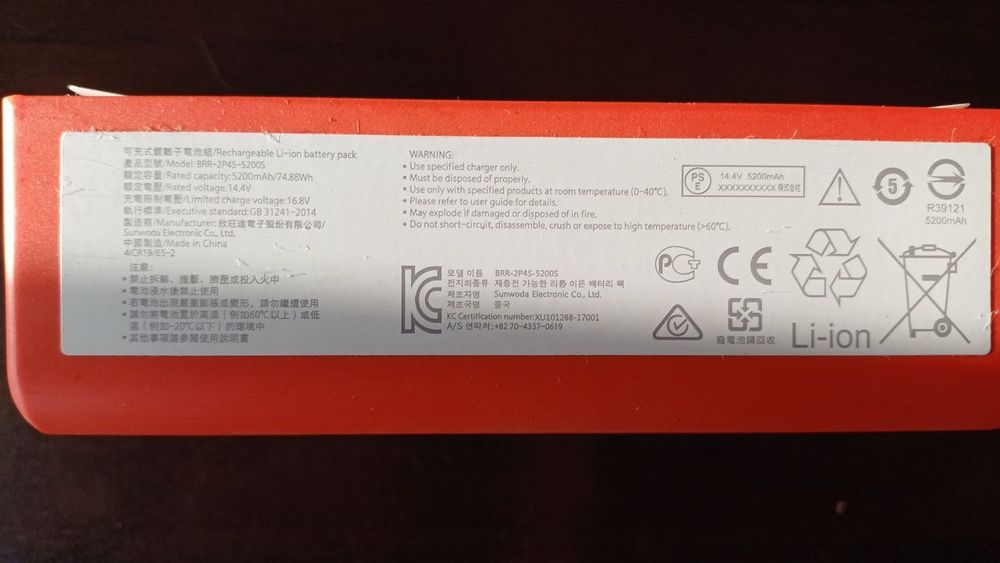 可充式鋰離子電池組/Rechargeable Li-ion battery pack
產品型號/Model: BRR-2P4S-5200S
額定容量/Rated capacity:5200mAh/74.88Wh
額定電壓/Rated voltage:14.4V
充電限制電壓/Limited charge voltage:16.8V
執行標準/Executive standard:GB 31241-2014
製造商/Manufacturer: 欣旺達電子股份有限公司/
Sunwoda Electronic Co., Ltd.
中國製造/Made in China
4ICR19/65-2
注意:
• 禁止拆解、撞擊、擠壓或投入火中
• 電池浸水後禁止使用
• 若電池出現嚴重膨脹或變形，請勿繼續使用
• 請勿將電池置於高溫（例如60℃以上）或低
溫（例如-20℃以下）的環境中
• 其他事項請參閱使用說明書
WARNING:
• Use specified charger only.
• Must be disposed of properly.
• Use only with specified products at room temperature (0~40℃).
• Please refer to user guide for details.
• May explode if damaged or disposed of in fire.
• Do not short-circuit, disassemble, crush or expose to high temperature (>60℃).
모델 이름 BRR-2P4S-5200S
전지의종류 재충전 가능한 리튬 이온 배터리 팩
제조자명 Sunwoda Electronic Co., Ltd.
제조국명 중국
KC Certification number:XU101288-17001
A/S 연락처:+82 70-4337-0619
PS
E
14.4V 5200mAh
XXXXXXXXXXX 株式会社
5
R39121
5200mAh
PCT
CE
廢電池請回收
Li-ion